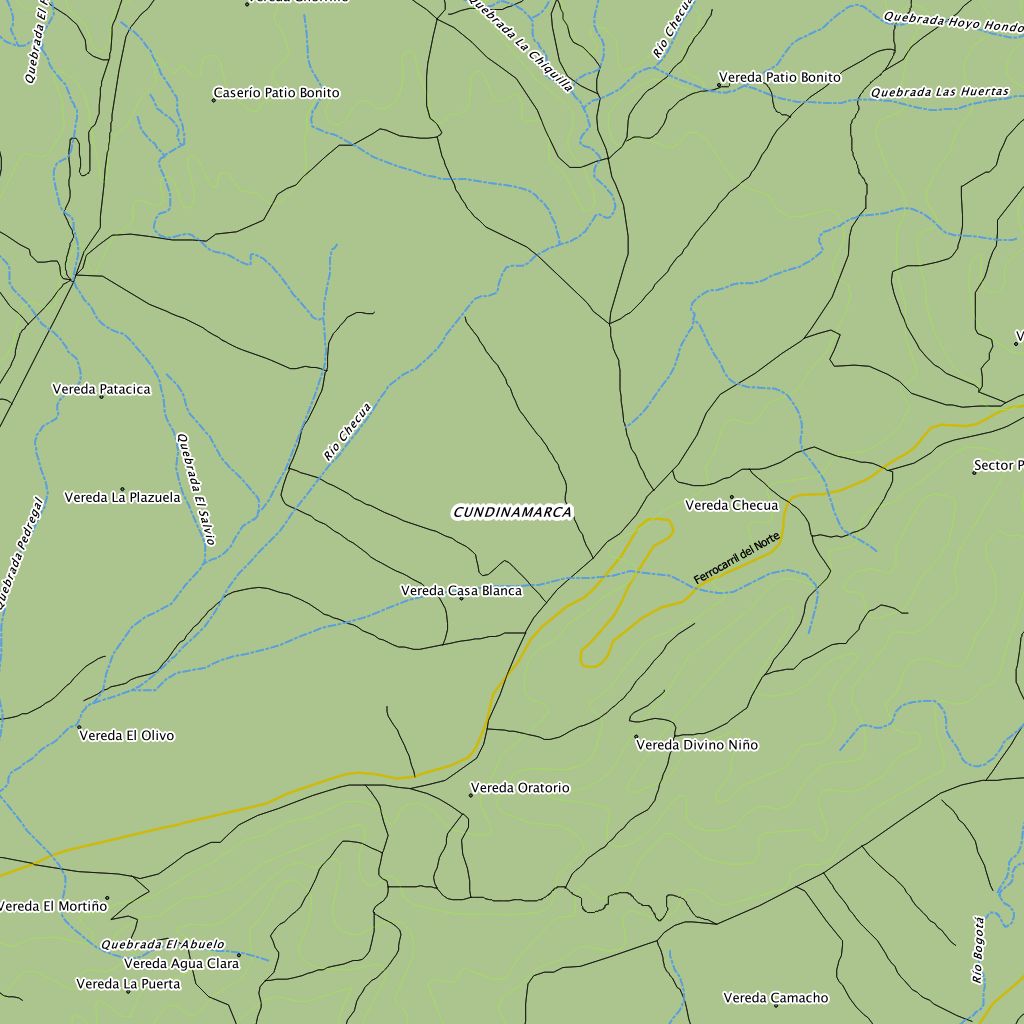 Quebrada La Chiquilla
Río Checua
Quebrada Hoyo Hondo
Vereda Patio Bonito
Caserío Patio Bonito
Quebrada Las Huertas
Vereda Patacica
Río Checua
Quebrada El Salvio
Sector
Vereda La Plazuela
Vereda Checua
CUNDINAMARCA
Quebrada Pedregal
Ferrocarril del Norte
Vereda Casa Blanca
Vereda El Olivo
Vereda Divino Niño
Vereda Oratorio
Vereda El Mortiño
Quebrada El Abuelo
Vereda Agua Clara
Río Bogotá
Vereda La Puerta
Vereda Camacho